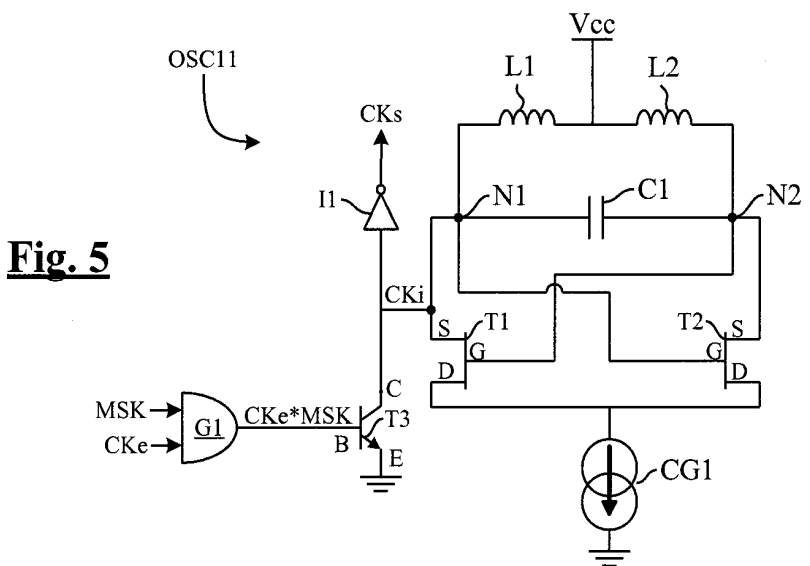 Vcc
OSC11
L1
L2
CKs
I1
N1
C1
N2
Fig. 5
CKi
S
T1
T2
S
G
G
D
D
C
MSK
CKe
G1
CKe*MSK
T3
B
E
CG1